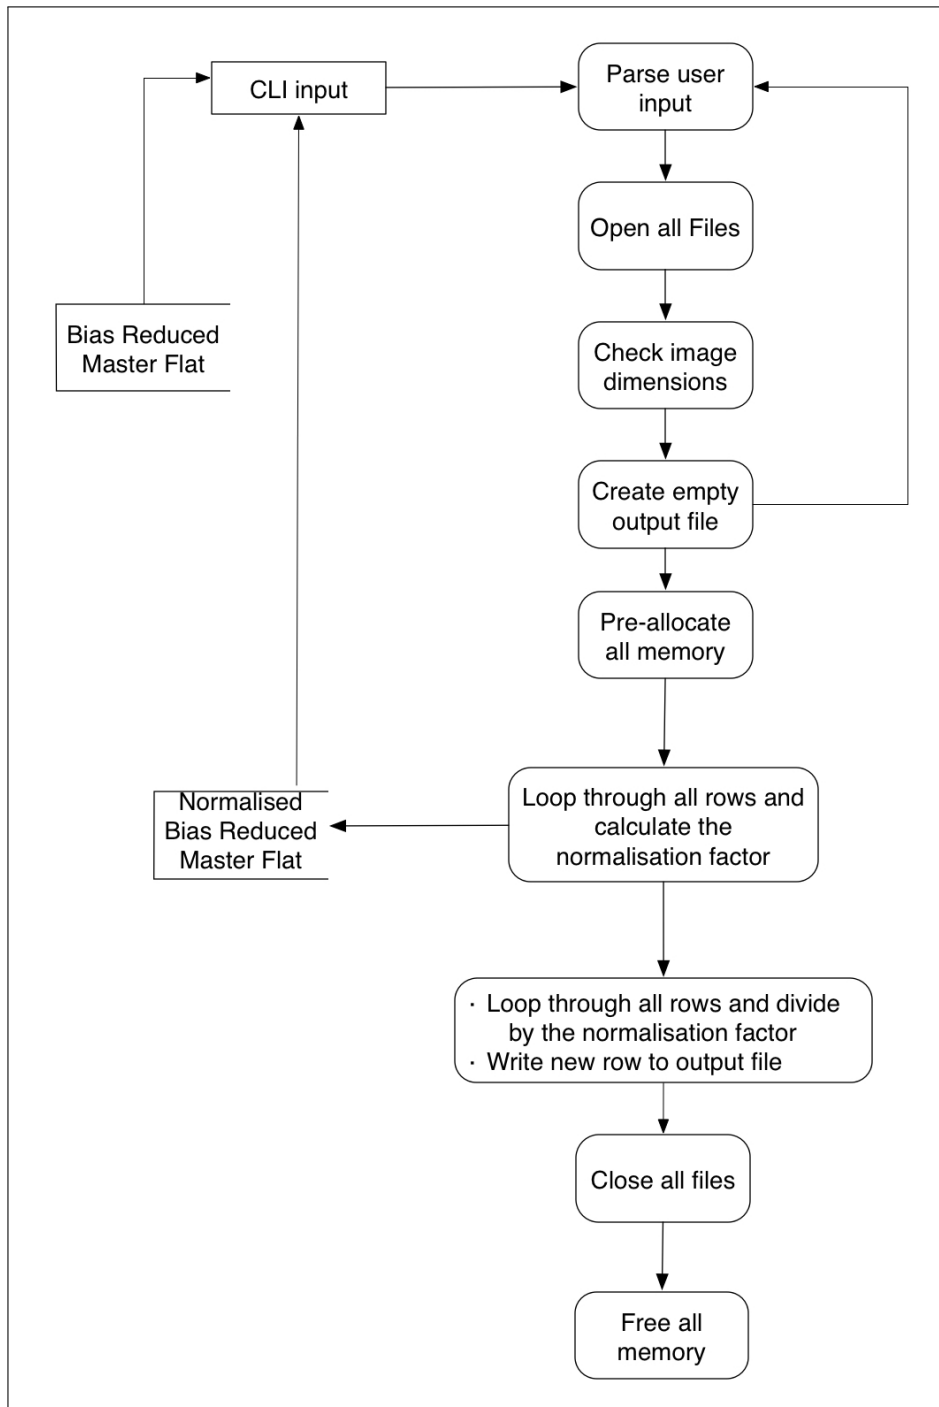 CLI input
Parse user
input
Open all Files
Bias Reduced
Master Flat
Check image
dimensions
Create empty
output file
Pre-allocate
all memory
Normalised
Bias Reduced
Master Flat
Loop through all rows and
calculate the
normalisation factor
· Loop through all rows and divide
by the normalisation factor
· Write new row to output file
Close all files
Free all
memory